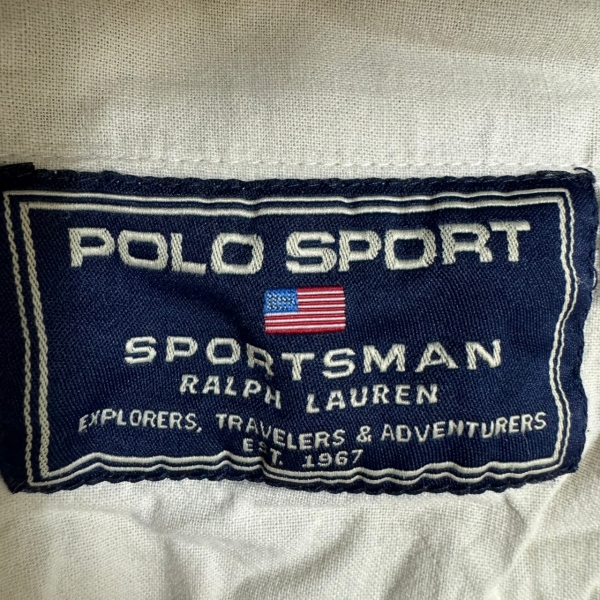 POLO SPORT
SPORTSMAN
RALPH LAUREN
EXPLORERS, TRAVELERS & ADVENTURERS
EST. 1967